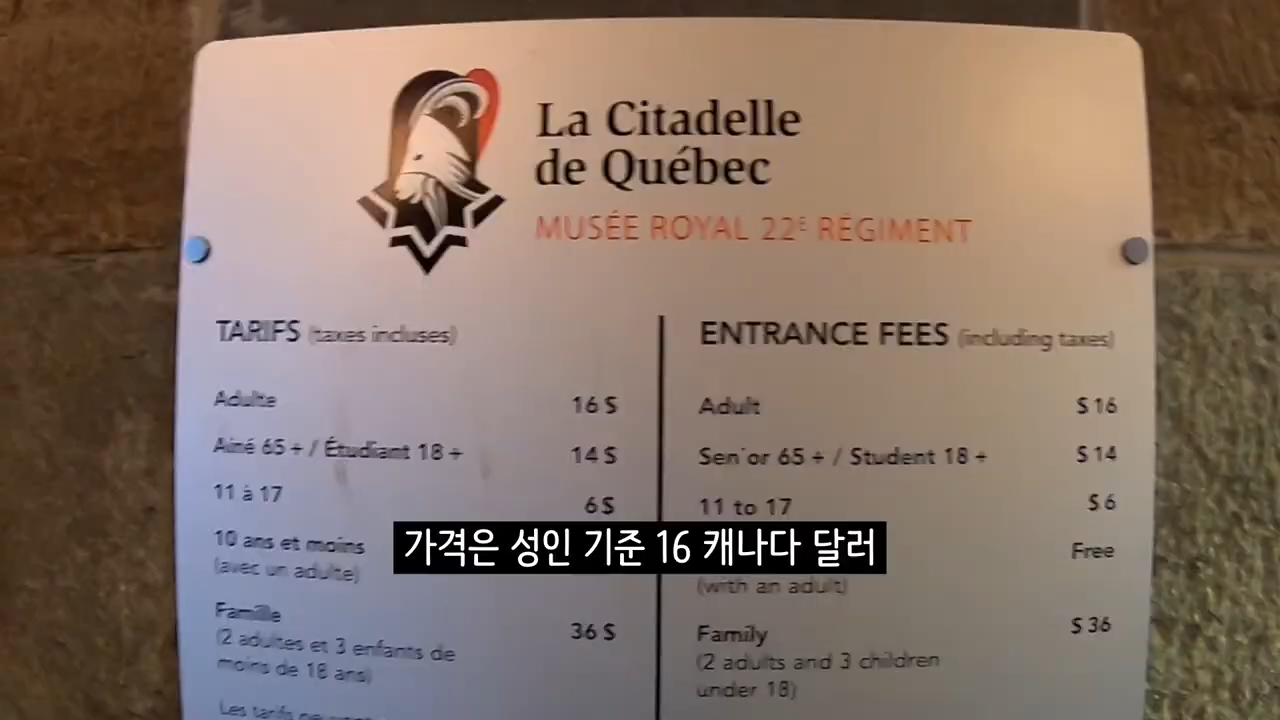 La Citadelle
de Québec
MUSÉE ROYAL 22E RÉGIMENT
TARIFS (taxes incluses)
Adulte 16 $
Ainé 65 + / Étudiant 18 + 14 $
11 à 17 6 $
10 ans et moins
(avec un adulte)
Famille 36 $
(2 adultes et 3 enfants de
moins de 18 ans)
Les tarifs
ENTRANCE FEES (including taxes)
Adult $ 16
Senior 65 + / Student 18 + $ 14
11 to 17 $ 6
Free
(with an adult)
Family $ 36
(2 adults and 3 children
under 18)
가격은 성인 기준 16 캐나다 달러